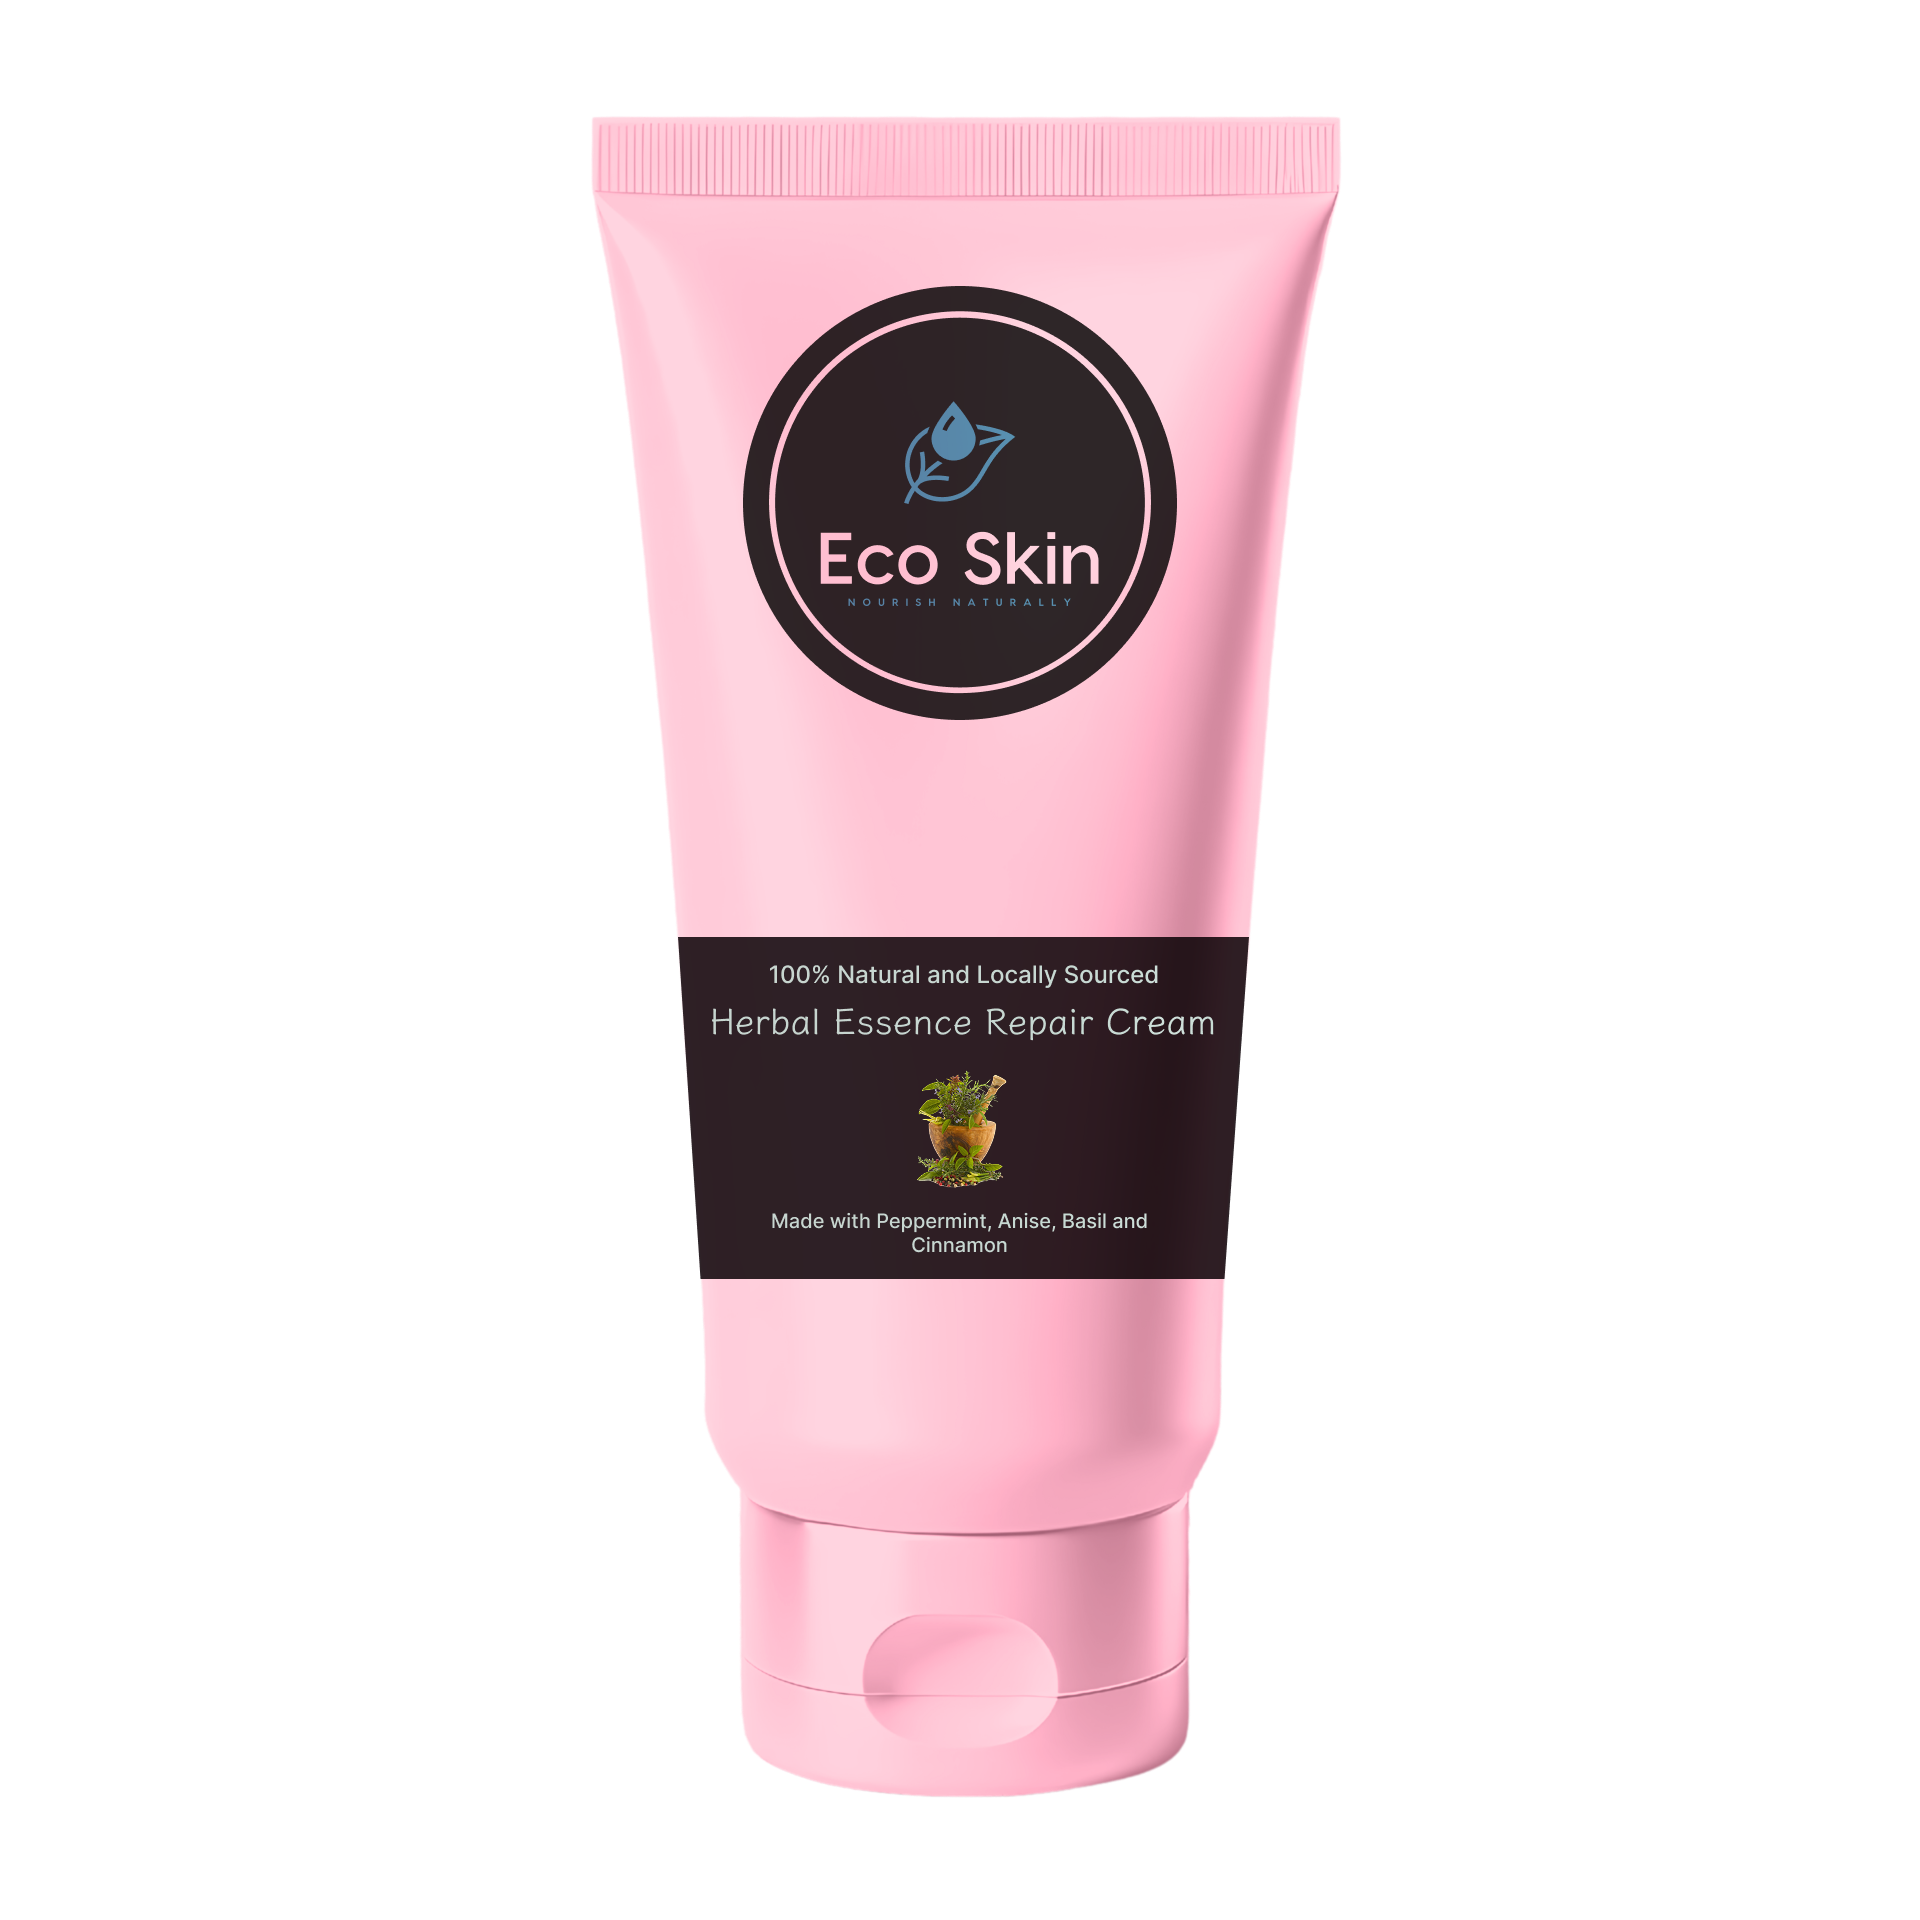 Eco Skin
NOURISH NATURALLY
100% Natural and Locally Sourced
Herbal Essence Repair Cream
Made with Peppermint, Anise, Basil and
Cinnamon